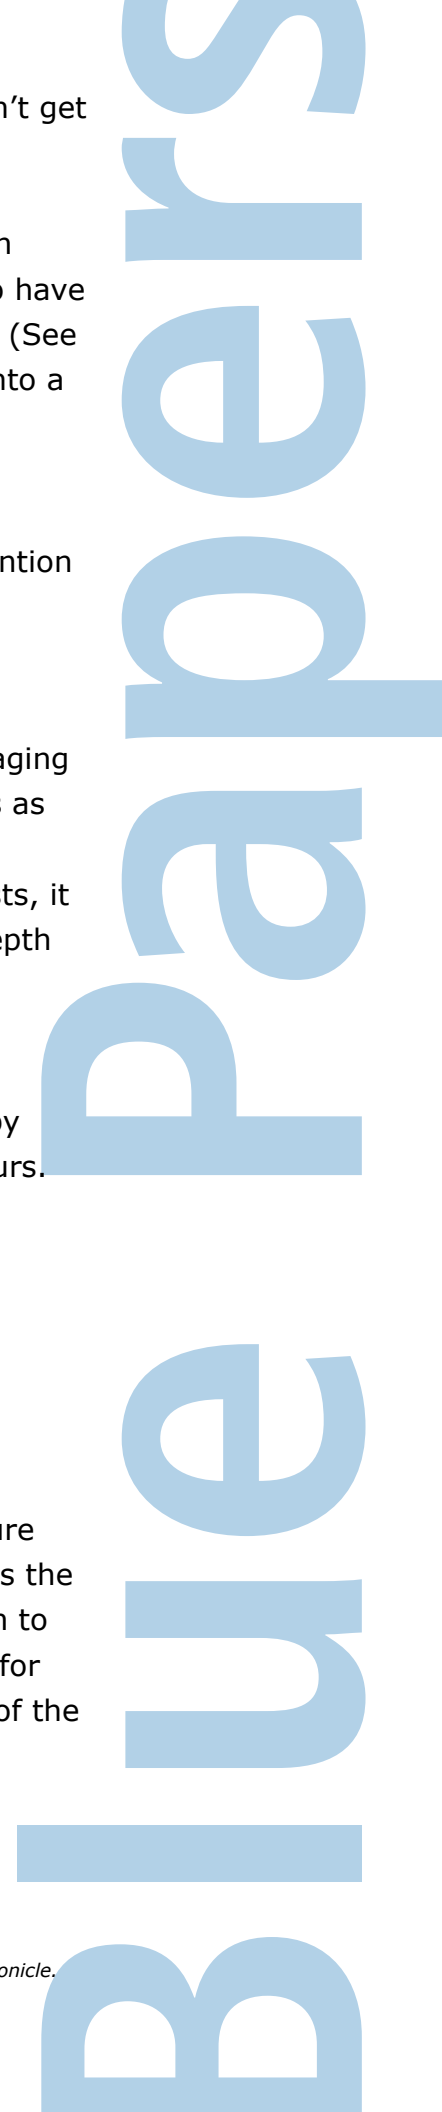 n't get
n
o have
(See
nto a
ntion
aging
s as
ts, it
epth
by
urs.
ure
s the
n to
for
of the
onicle.
Blue Papers